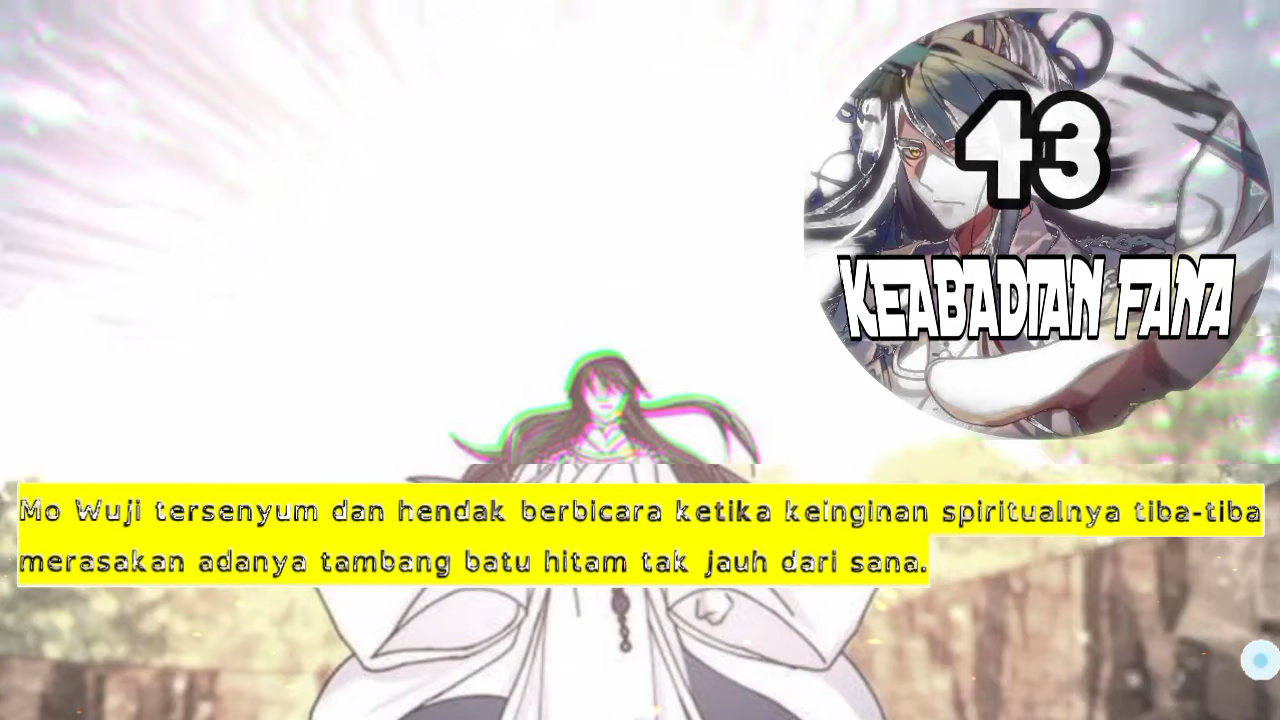 43
KEABADIAN FANA
Mo Wuji tersenyum dan hendak berbicara ketika keinginan spiritualnya tiba-tiba
merasakan adanya tambang batu hitam tak jauh dari sana.